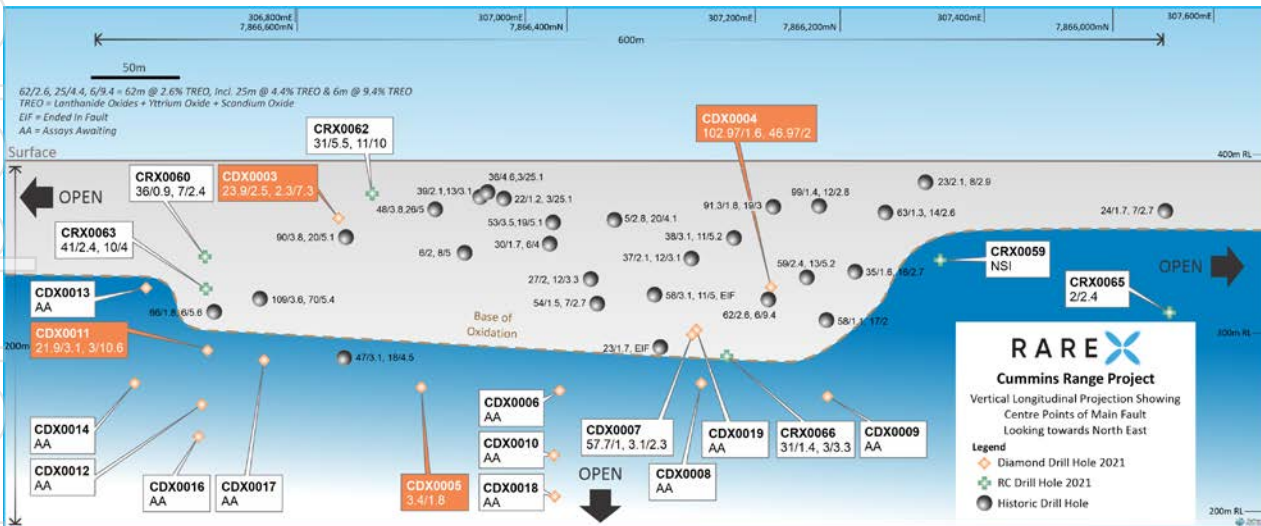 306,800mE
7,866,600mN
307,000mE
7,866,400mN
307,200mE
7,866,200mN
307,400mE
7,866,000mN
307,600mE
600m
50m
62/2.6, 25/4.4, 6/9.4 = 62m @ 2.6% TREO, Incl. 25m @ 4.4% TREO & 6m @ 9.4% TREO
TREO = Lanthanide Oxides + Yttrium Oxide + Scandium Oxide
EIF = Ended In Fault
AA = Assays Awaiting
Surface
400m RL
OPEN
CRX0062
31/5.5, 11/10
CDX0004
102.97/1.6, 46.97/2
CRX0060
36/0.9, 7/2.4
CDX0003
23.9/2.5, 2.3/7.3
CRX0063
41/2.4, 10/4
39/2.1,13/3.1
36/4.6,3/25.1
22/1.2, 3/25.1
48/3.8,26/5
53/3.5,19/5.1
5/2.8, 20/4.1
91.3/1.8, 19/3
99/1.4, 12/2.8
23/2.1, 8/2.9
63/1.3, 14/2.6
24/1.7, 7/2.7
90/3.8, 20/5.1
6/2, 8/5
30/1.7, 6/4
38/3.1, 11/5.2
37/2.1, 12/3.1
59/2.4, 13/5.2
35/1.6, 16/2.7
CRX0059
NSI
OPEN
CRX0065
2/2.4
CDX0013
AA
66/1.8, 6/5.6
109/3.6, 70/5.4
27/2, 12/3.3
54/1.5, 7/2.7
58/3.1, 11/5, EIF
62/2.6, 6/9.4
58/1.1, 17/2
Base of
Oxidation
CDX0011
21.9/3.1, 3/10.6
200m
47/3.1, 18/4.5
23/1.7, EIF
300m RL
CDX0014
AA
CDX0012
AA
CDX0016
AA
CDX0017
AA
CDX0005
3.4/1.8
CDX0006
AA
CDX0010
AA
CDX0018
AA
OPEN
CDX0007
57.7/1, 3.1/2.3
CDX0008
AA
CDX0019
AA
CRX0066
31/1.4, 3/3.3
CDX0009
AA
RAREX
Cummins Range Project
Vertical Longitudinal Projection Showing
Centre Points of Main Fault
Looking towards North East
Legend
Diamond Drill Hole 2021
RC Drill Hole 2021
Historic Drill Hole
200m RL